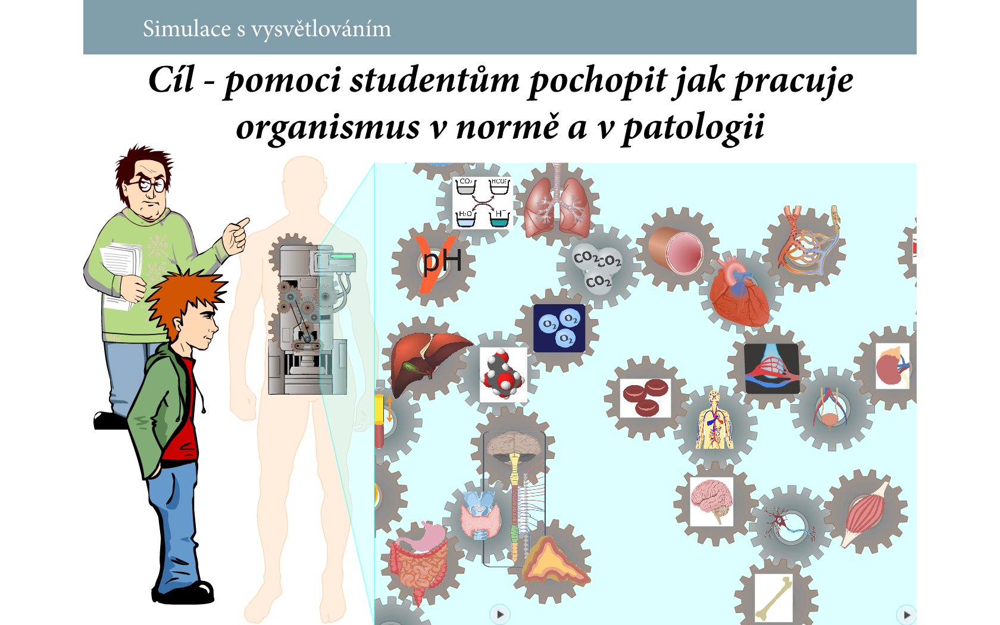 Simulace s vysvětlováním
Cíl - pomoci studentům pochopit jak pracuje
organismus v normě a v patologii
CO₂
HCO₃⁻
H₂O
H⁺
pH
CO₂
CO₂
CO₂
O₂
O₂
O₂